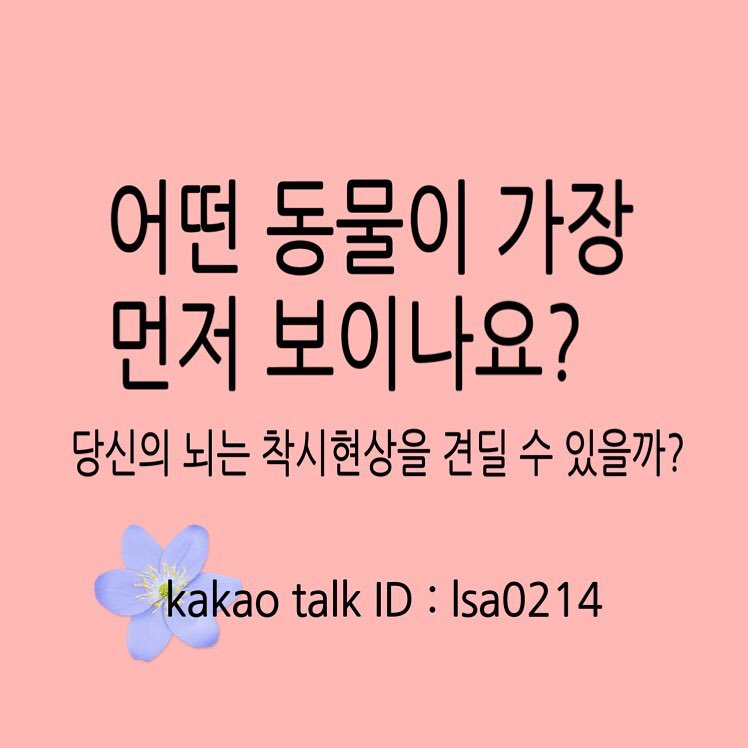 어떤 동물이 가장
먼저 보이나요?
당신의 뇌는 착시현상을 견딜 수 있을까?
kakao talk ID : lsa0214